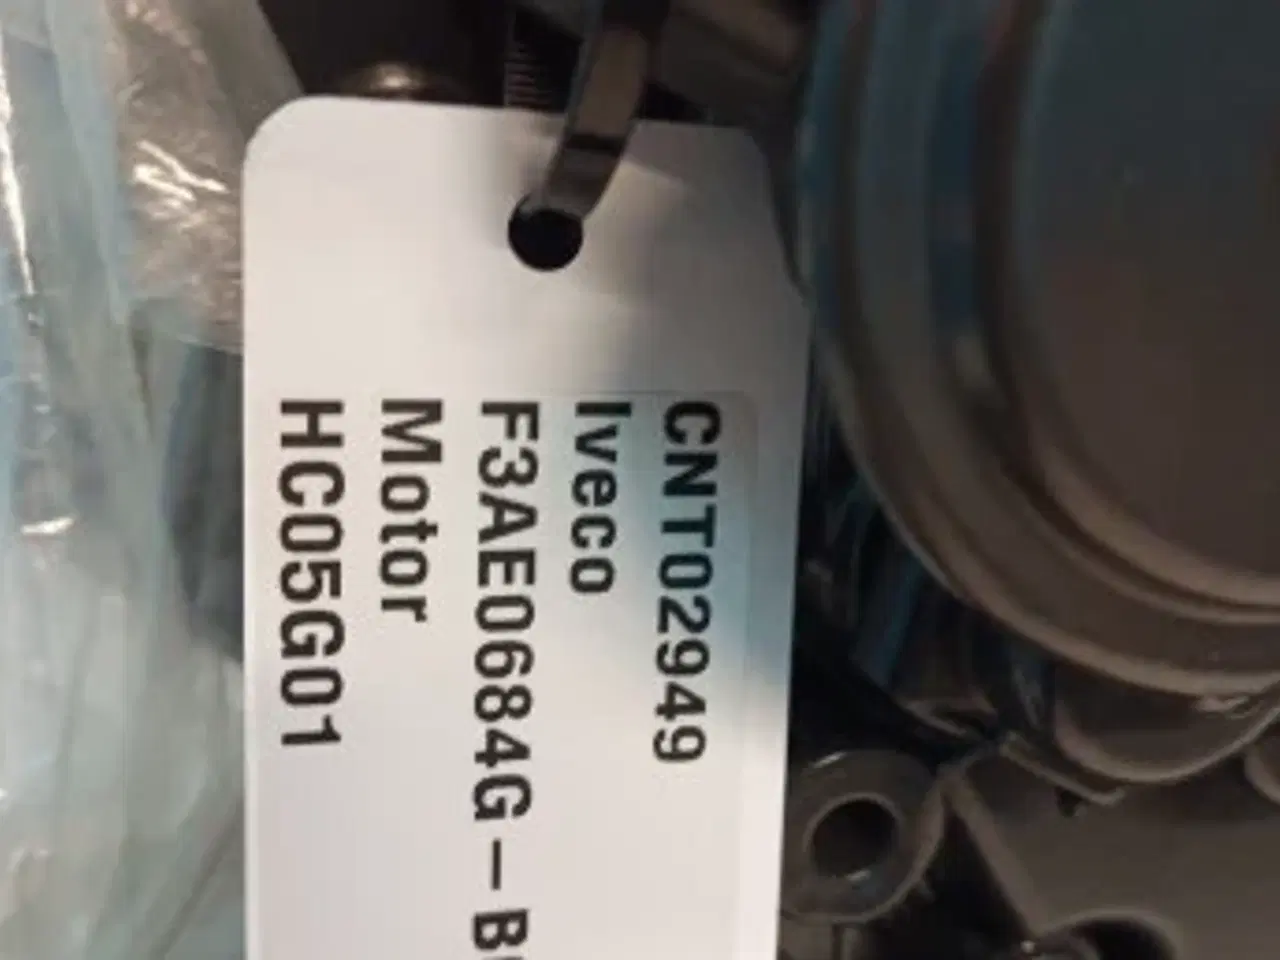 CNT02949
Iveco
F3AE0684G-B
Motor
HC05G01